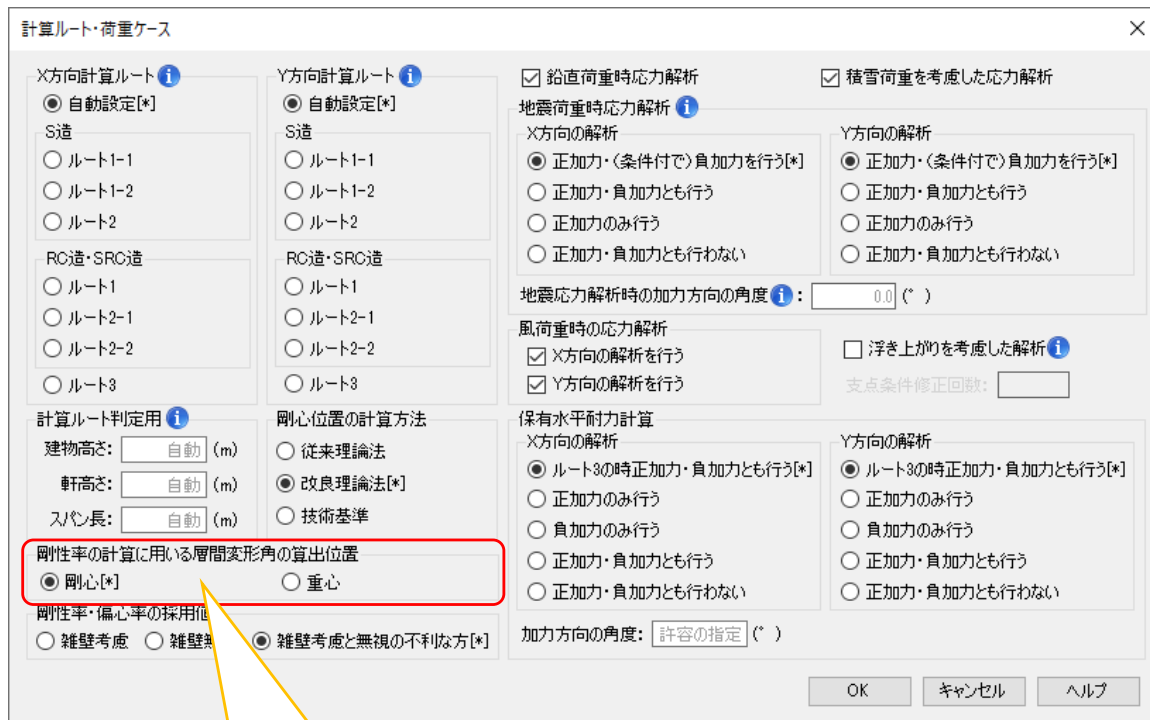 計算ルート・荷重ケース
X方向計算ルート
自動設定[*]
S造
ルート1-1
ルート1-2
ルート2
RC造・SRC造
ルート1
ルート2-1
ルート2-2
ルート3
Y方向計算ルート
自動設定[*]
S造
ルート1-1
ルート1-2
ルート2
RC造・SRC造
ルート1
ルート2-1
ルート2-2
ルート3
計算ルート判定用
建物高さ: 自動 (m)
軒高さ: 自動 (m)
スパン長: 自動 (m)
剛心位置の計算方法
従来理論法
改良理論法[*]
技術基準
剛性率の計算に用いる層間変形角の算出位置
剛心[*] 重心
剛性率・偏心率の採用値
雑壁考慮 雑壁無 雑壁考慮と無視の不利な方[*]
鉛直荷重時応力解析 積雪荷重を考慮した応力解析
地震荷重時応力解析
X方向の解析
正加力・(条件付で)負加力を行う[*]
正加力・負加力とも行う
正加力のみ行う
正加力・負加力とも行わない
Y方向の解析
正加力・(条件付で)負加力を行う[*]
正加力・負加力とも行う
正加力のみ行う
正加力・負加力とも行わない
地震応力解析時の加力方向の角度: 0.0 (°)
風荷重時の応力解析
X方向の解析を行う
Y方向の解析を行う
浮き上がりを考慮した解析
支点条件修正回数:
保有水平耐力計算
X方向の解析
ルート3の時正加力・負加力とも行う[*]
正加力のみ行う
負加力のみ行う
正加力・負加力とも行う
正加力・負加力とも行わない
Y方向の解析
ルート3の時正加力・負加力とも行う[*]
正加力のみ行う
負加力のみ行う
正加力・負加力とも行う
正加力・負加力とも行わない
加力方向の角度: 許容の指定 (°)
OK キャンセル ヘルプ